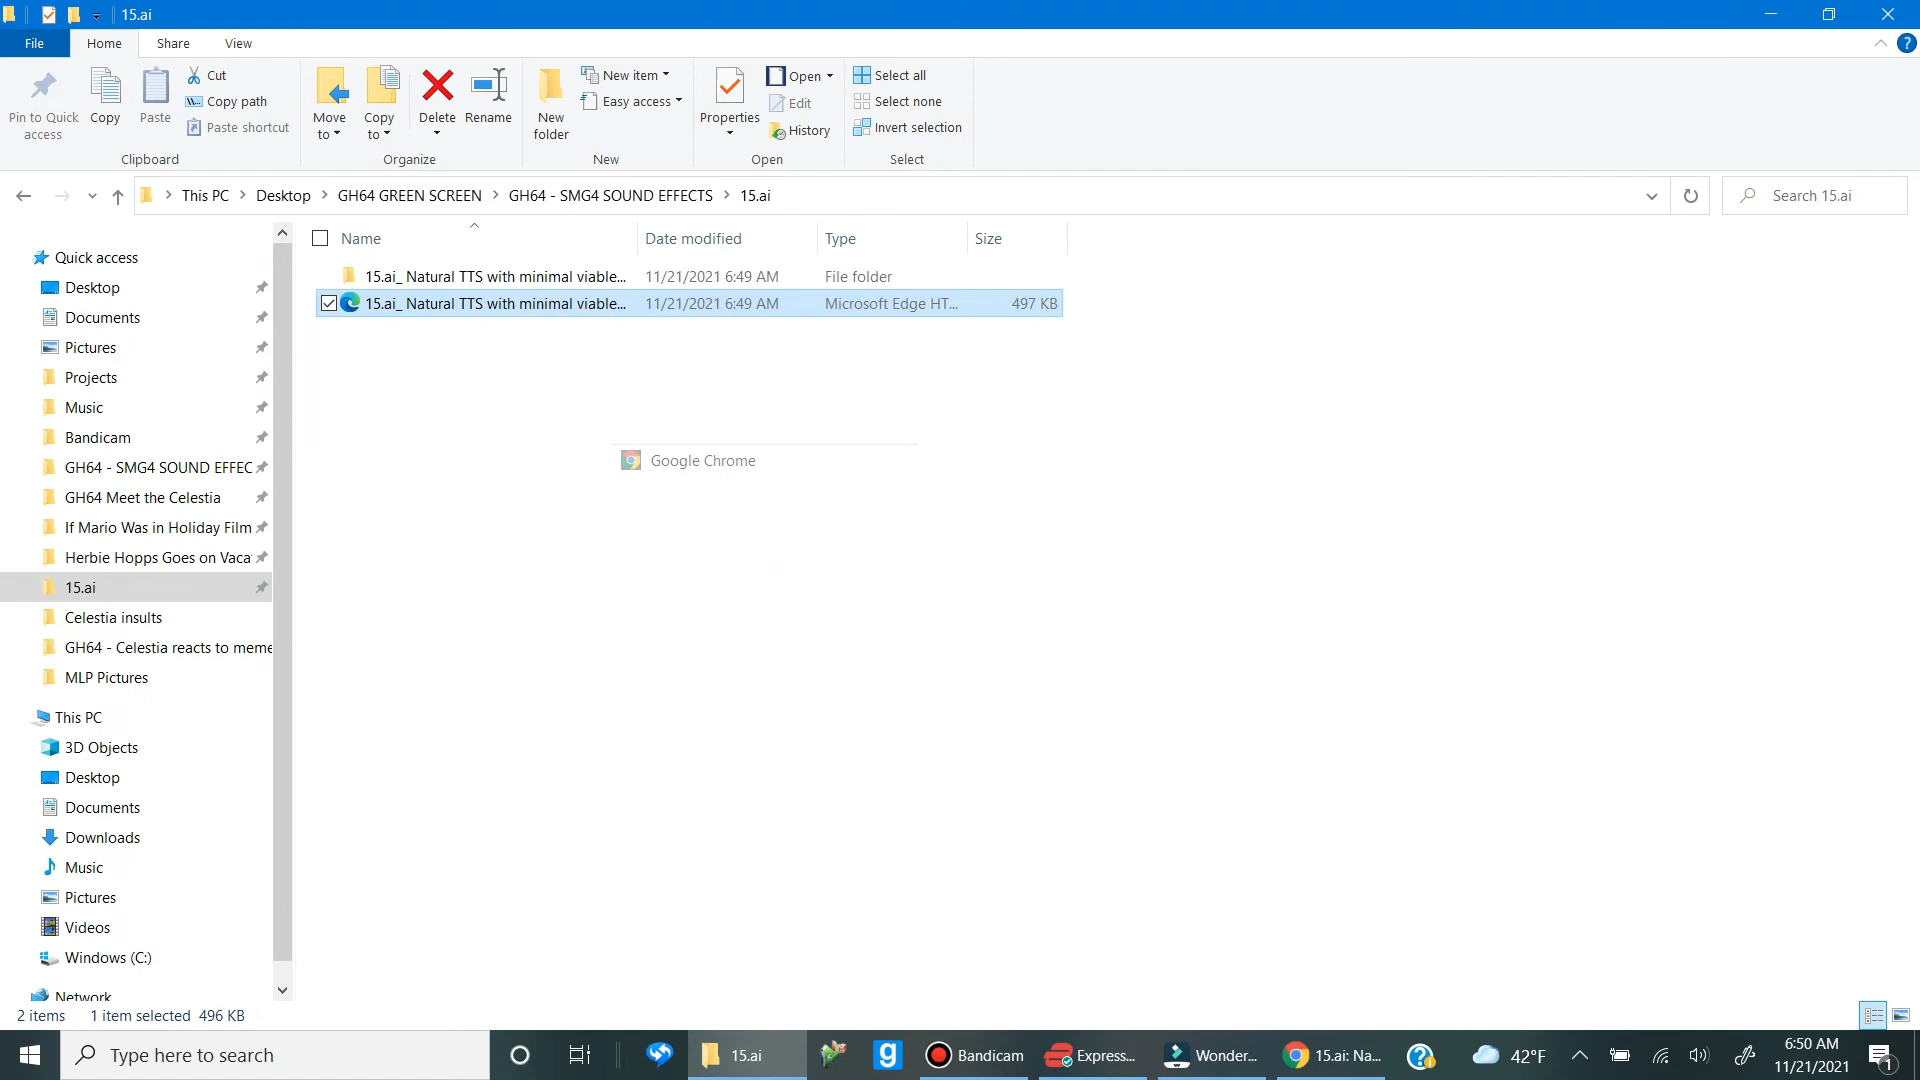 15.ai
File
Home
Share
View
Pin to Quick access
Copy
Paste
Cut
Copy path
Paste shortcut
Clipboard
Move to
Copy to
Delete
Rename
Organize
New folder
New item
Easy access
New
Properties
Open
Edit
History
Open
Select all
Select none
Invert selection
Select
This PC
Desktop
GH64 GREEN SCREEN
GH64 - SMG4 SOUND EFFECTS
15.ai
Search 15.ai
Name
Date modified
Type
Size
15.ai_ Natural TTS with minimal viable... 11/21/2021 6:49 AM File folder
15.ai_ Natural TTS with minimal viable... 11/21/2021 6:49 AM Microsoft Edge HT... 497 KB
Google Chrome
Quick access
Desktop
Documents
Pictures
Projects
Music
Bandicam
GH64 - SMG4 SOUND EFFEC
GH64 Meet the Celestia
If Mario Was in Holiday Film
Herbie Hopps Goes on Vaca
15.ai
Celestia insults
GH64 - Celestia reacts to meme
MLP Pictures
This PC
3D Objects
Desktop
Documents
Downloads
Music
Pictures
Videos
Windows (C:)
Network
2 items
1 item selected 496 KB
Type here to search
15.ai
Bandicam
Express...
Wonder...
15.ai: Na...
42°F
6:50 AM
11/21/2021
1